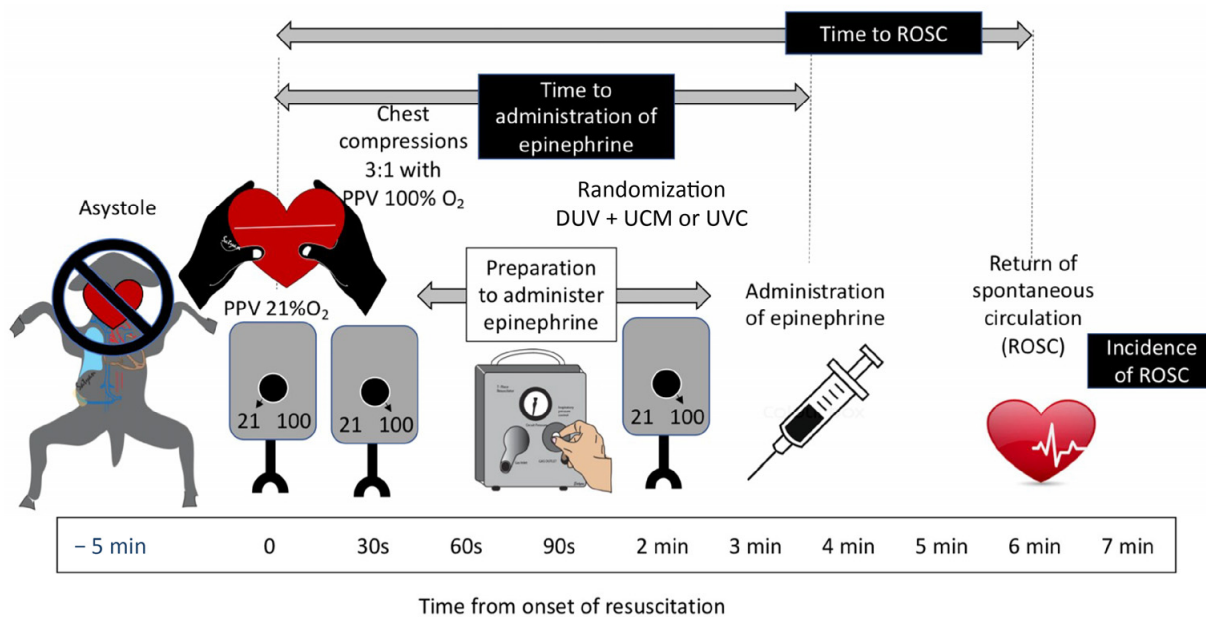 Time to ROSC
Time to
administration of
epinephrine
Chest
compressions
3:1 with
PPV 100% O₂
Randomization
DUV + UCM or UVC
Asystole
Preparation
to administer
epinephrine
PPV 21%O₂
Administration
of epinephrine
Return of
spontaneous
circulation
(ROSC)
Incidence
of ROSC
21 100
21 100
21 100
– 5 min 0 30s 60s 90s 2 min 3 min 4 min 5 min 6 min 7 min
Time from onset of resuscitation